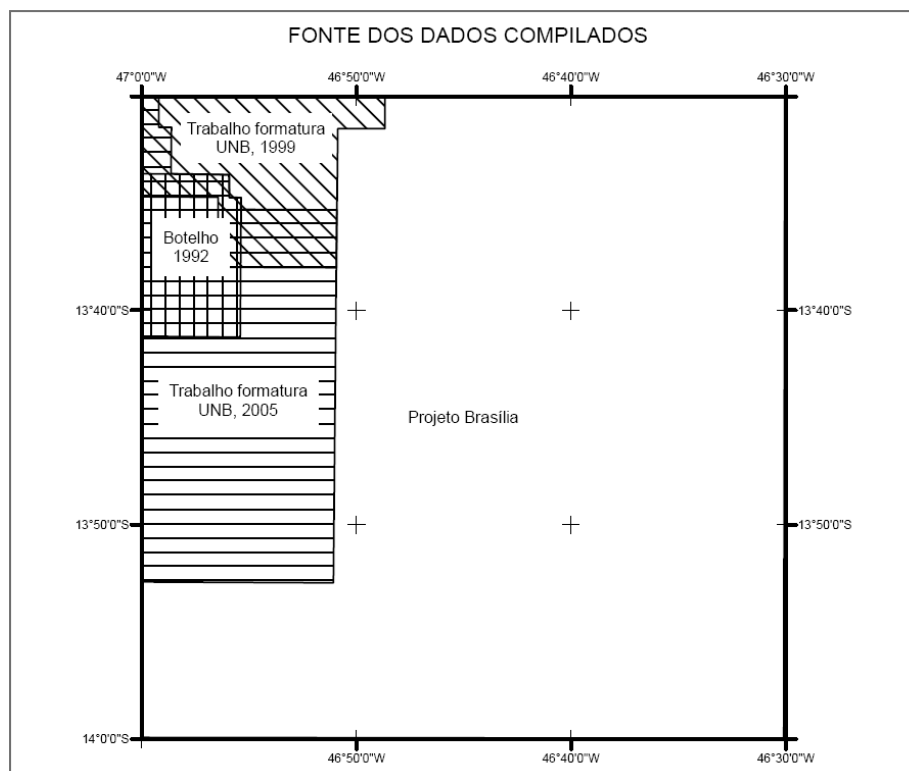 FONTE DOS DADOS COMPILADOS
47°0'0"W 46°50'0"W 46°40'0"W 46°30'0"W
Trabalho formatura
UNB, 1999
Botelho
1992
13°40'0"S 13°40'0"S
Trabalho formatura
UNB, 2005
Projeto Brasília
13°50'0"S 13°50'0"S
14°0'0"S
46°50'0"W 46°40'0"W 46°30'0"W